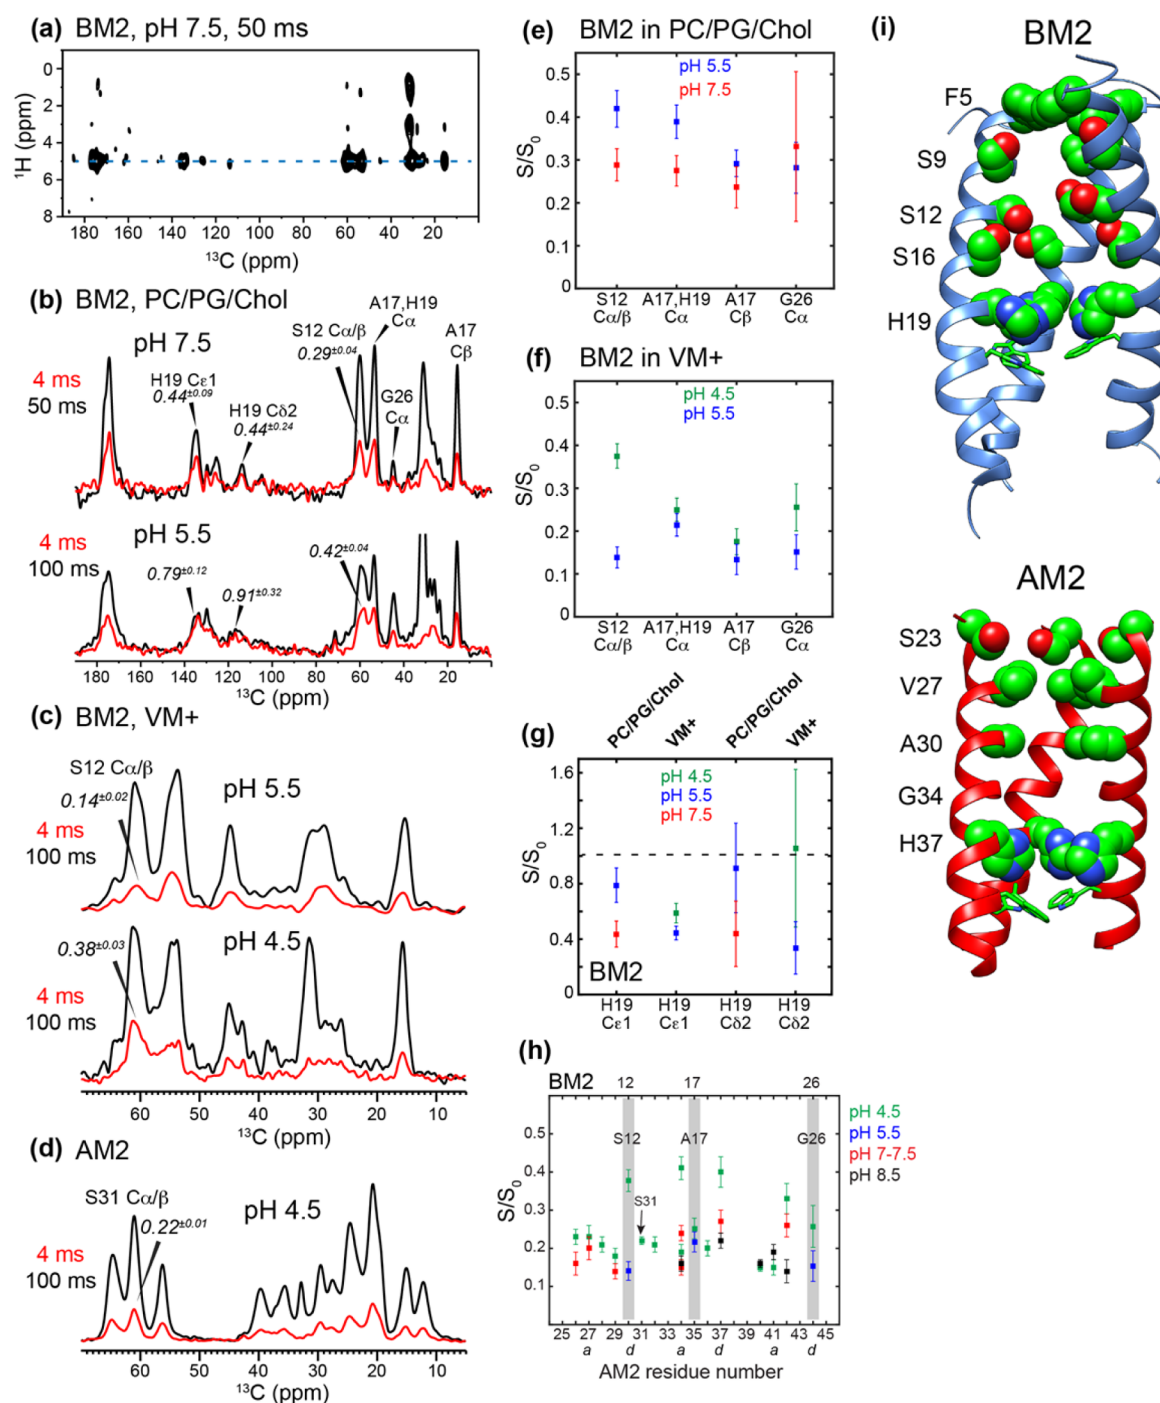 (a) BM2, pH 7.5, 50 ms
0
2
4
6
8
¹H (ppm)
180 160 140 120 100 80 60 40 20
¹³C (ppm)
(b) BM2, PC/PG/Chol
pH 7.5
4 ms
50 ms
H19 Cε1
0.44±0.09
H19 Cδ2
0.44±0.24
S12 Cα/β
0.29±0.04
A17,H19
Cα
G26
Cα
A17
Cβ
pH 5.5
4 ms
100 ms
0.79±0.12
0.91±0.32
0.42±0.04
180 160 140 120 100 80 60 40 20
¹³C (ppm)
(c) BM2, VM+
S12 Cα/β
0.14±0.02
pH 5.5
4 ms
100 ms
0.38±0.03
pH 4.5
4 ms
100 ms
60 50 40 30 20 10
¹³C (ppm)
(d) AM2
S31 Cα/β
0.22±0.01
pH 4.5
4 ms
100 ms
60 50 40 30 20 10
¹³C (ppm)
(e) BM2 in PC/PG/Chol
pH 5.5
pH 7.5
0.5
0.4
0.3
0.2
0.1
0
S/S₀
S12 A17,H19 A17 G26
Cα/β Cα Cβ Cα
(f) BM2 in VM+
pH 4.5
pH 5.5
0.5
0.4
0.3
0.2
0.1
0
S/S₀
S12 A17,H19 A17 G26
Cα/β Cα Cβ Cα
(g) PC/PG/Chol VM+ PC/PG/Chol VM+
pH 4.5
pH 5.5
pH 7.5
1.6
1.2
0.8
0.4
0
S/S₀
BM2
H19 H19 H19 H19
Cε1 Cε1 Cδ2 Cδ2
(h)
BM2 12 17 26
S12 A17 G26
S31
pH 4.5
pH 5.5
pH 7-7.5
pH 8.5
0.5
0.4
0.3
0.2
0.1
S/S₀
25 27 29 31 33 35 37 39 41 43 45
a d a d a d
AM2 residue number
(i)
BM2
F5
S9
S12
S16
H19
AM2
S23
V27
A30
G34
H37